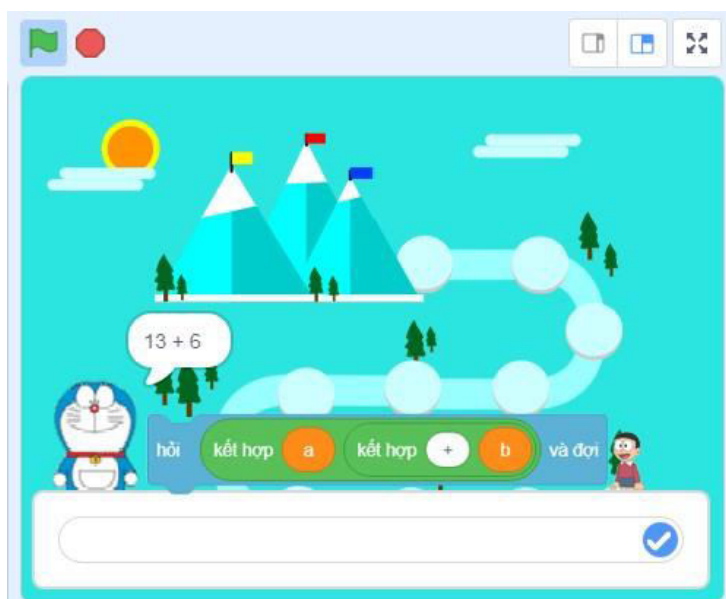 13 + 6
hỏi kết hợp a kết hợp + b và đợi